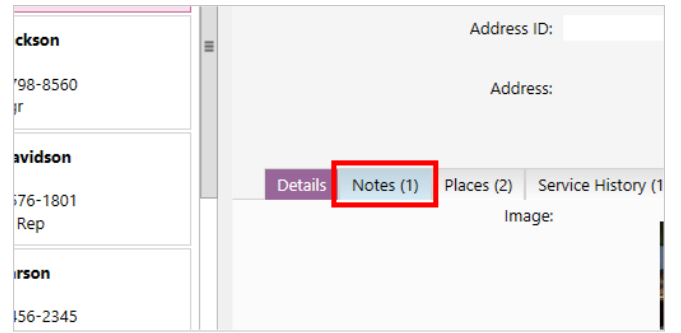 ckson
798-8560
gr
avidson
576-1801
Rep
arson
456-2345
Address ID:
Address:
Details Notes (1) Places (2) Service History (1
Image: